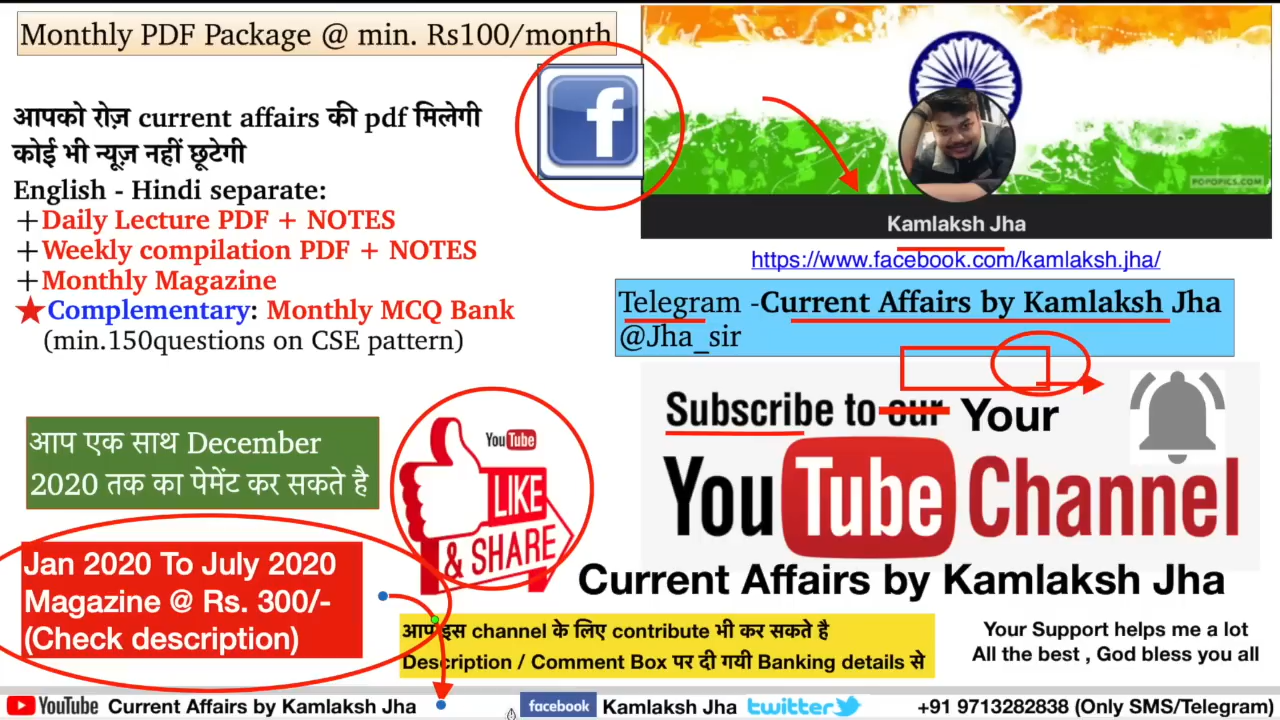 Monthly PDF Package @ min. Rs100/month
आपको रोज़ current affairs की pdf मिलेगी
कोई भी न्यूज़ नहीं छूटेगी
English - Hindi separate:
+Daily Lecture PDF + NOTES
+Weekly compilation PDF + NOTES
+Monthly Magazine
★Complementary: Monthly MCQ Bank
(min.150questions on CSE pattern)
आप एक साथ December
2020 तक का पेमेंट कर सकते है
Jan 2020 To July 2020
Magazine @ Rs. 300/-
(Check description)
f
POPOPICS.COM
Kamlaksh Jha
https://www.facebook.com/kamlaksh.jha/
Telegram -Current Affairs by Kamlaksh Jha
@Jha_sir
YouTube
LIKE
& SHARE
Subscribe to our Your
YouTube Channel
Current Affairs by Kamlaksh Jha
आप इस channel के लिए contribute भी कर सकते है
Description / Comment Box पर दी गयी Banking details से
Your Support helps me a lot
All the best , God bless you all
YouTube Current Affairs by Kamlaksh Jha facebook Kamlaksh Jha twitter +91 9713282838 (Only SMS/Telegram)